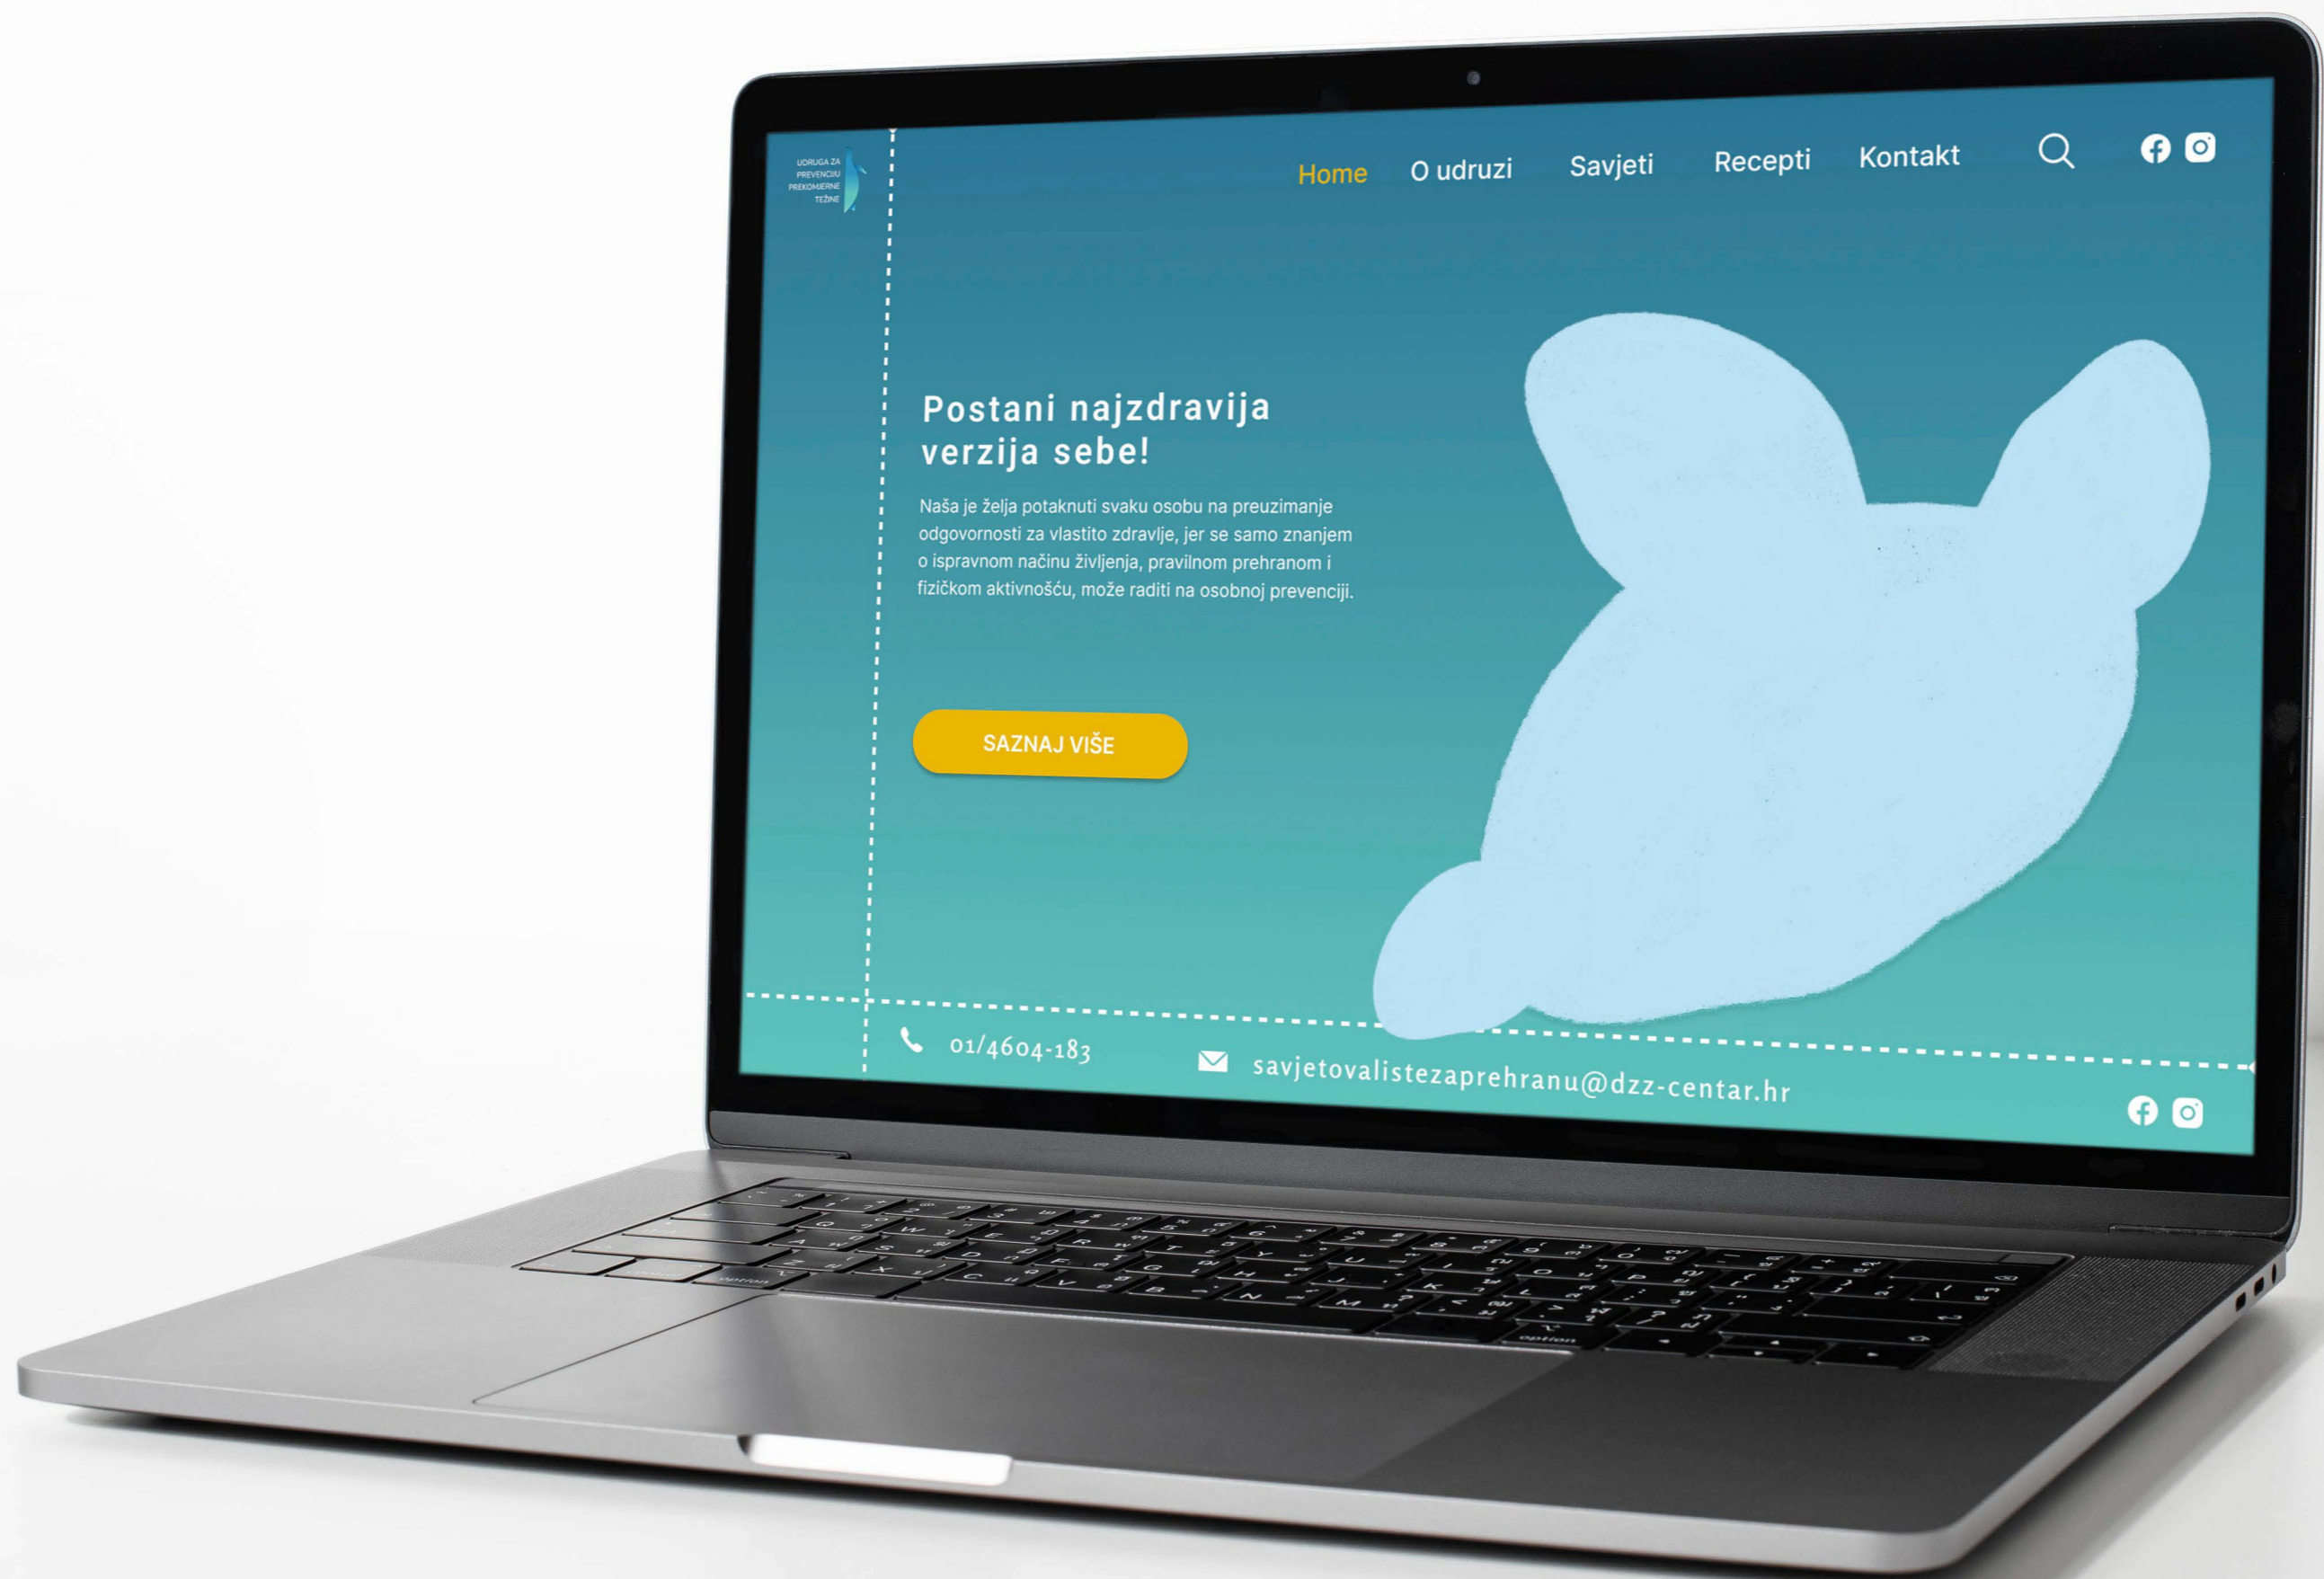 UDRUGA ZA
PREVENCIJU
PREKOMJERNE
TEŽINE
Home O udruzi Savjeti Recepti Kontakt
Postani najzdravija
verzija sebe!
Naša je želja potaknuti svaku osobu na preuzimanje
odgovornosti za vlastito zdravlje, jer se samo znanjem
o ispravnom načinu življenja, pravilnom prehranom i
fizičkom aktivnošću, može raditi na osobnoj prevenciji.
SAZNAJ VIŠE
01/4604-183
savjetovalistezaprehranu@dzz-centar.hr
Q W E R T Y U I O P
A S D F G H J K L
Z X C V B N M
option option